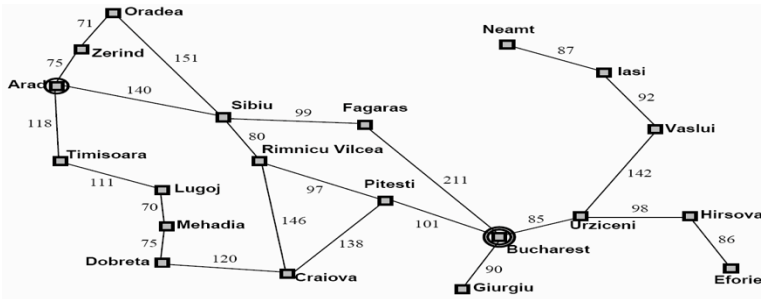 Oradea
71
Neamt
87
Zerind
151
Iasi
75
Arad
140
92
Sibiu
99
Fagaras
118
80
Vaslui
Timisoara
Rimnicu Vilcea
142
111
97
Pitesti
211
Lugoj
70
98
Hirsova
146
85
Mehadia
101
Urziceni
75
138
86
Bucharest
Dobreta
120
90
Craiova
Eforie
Giurgiu